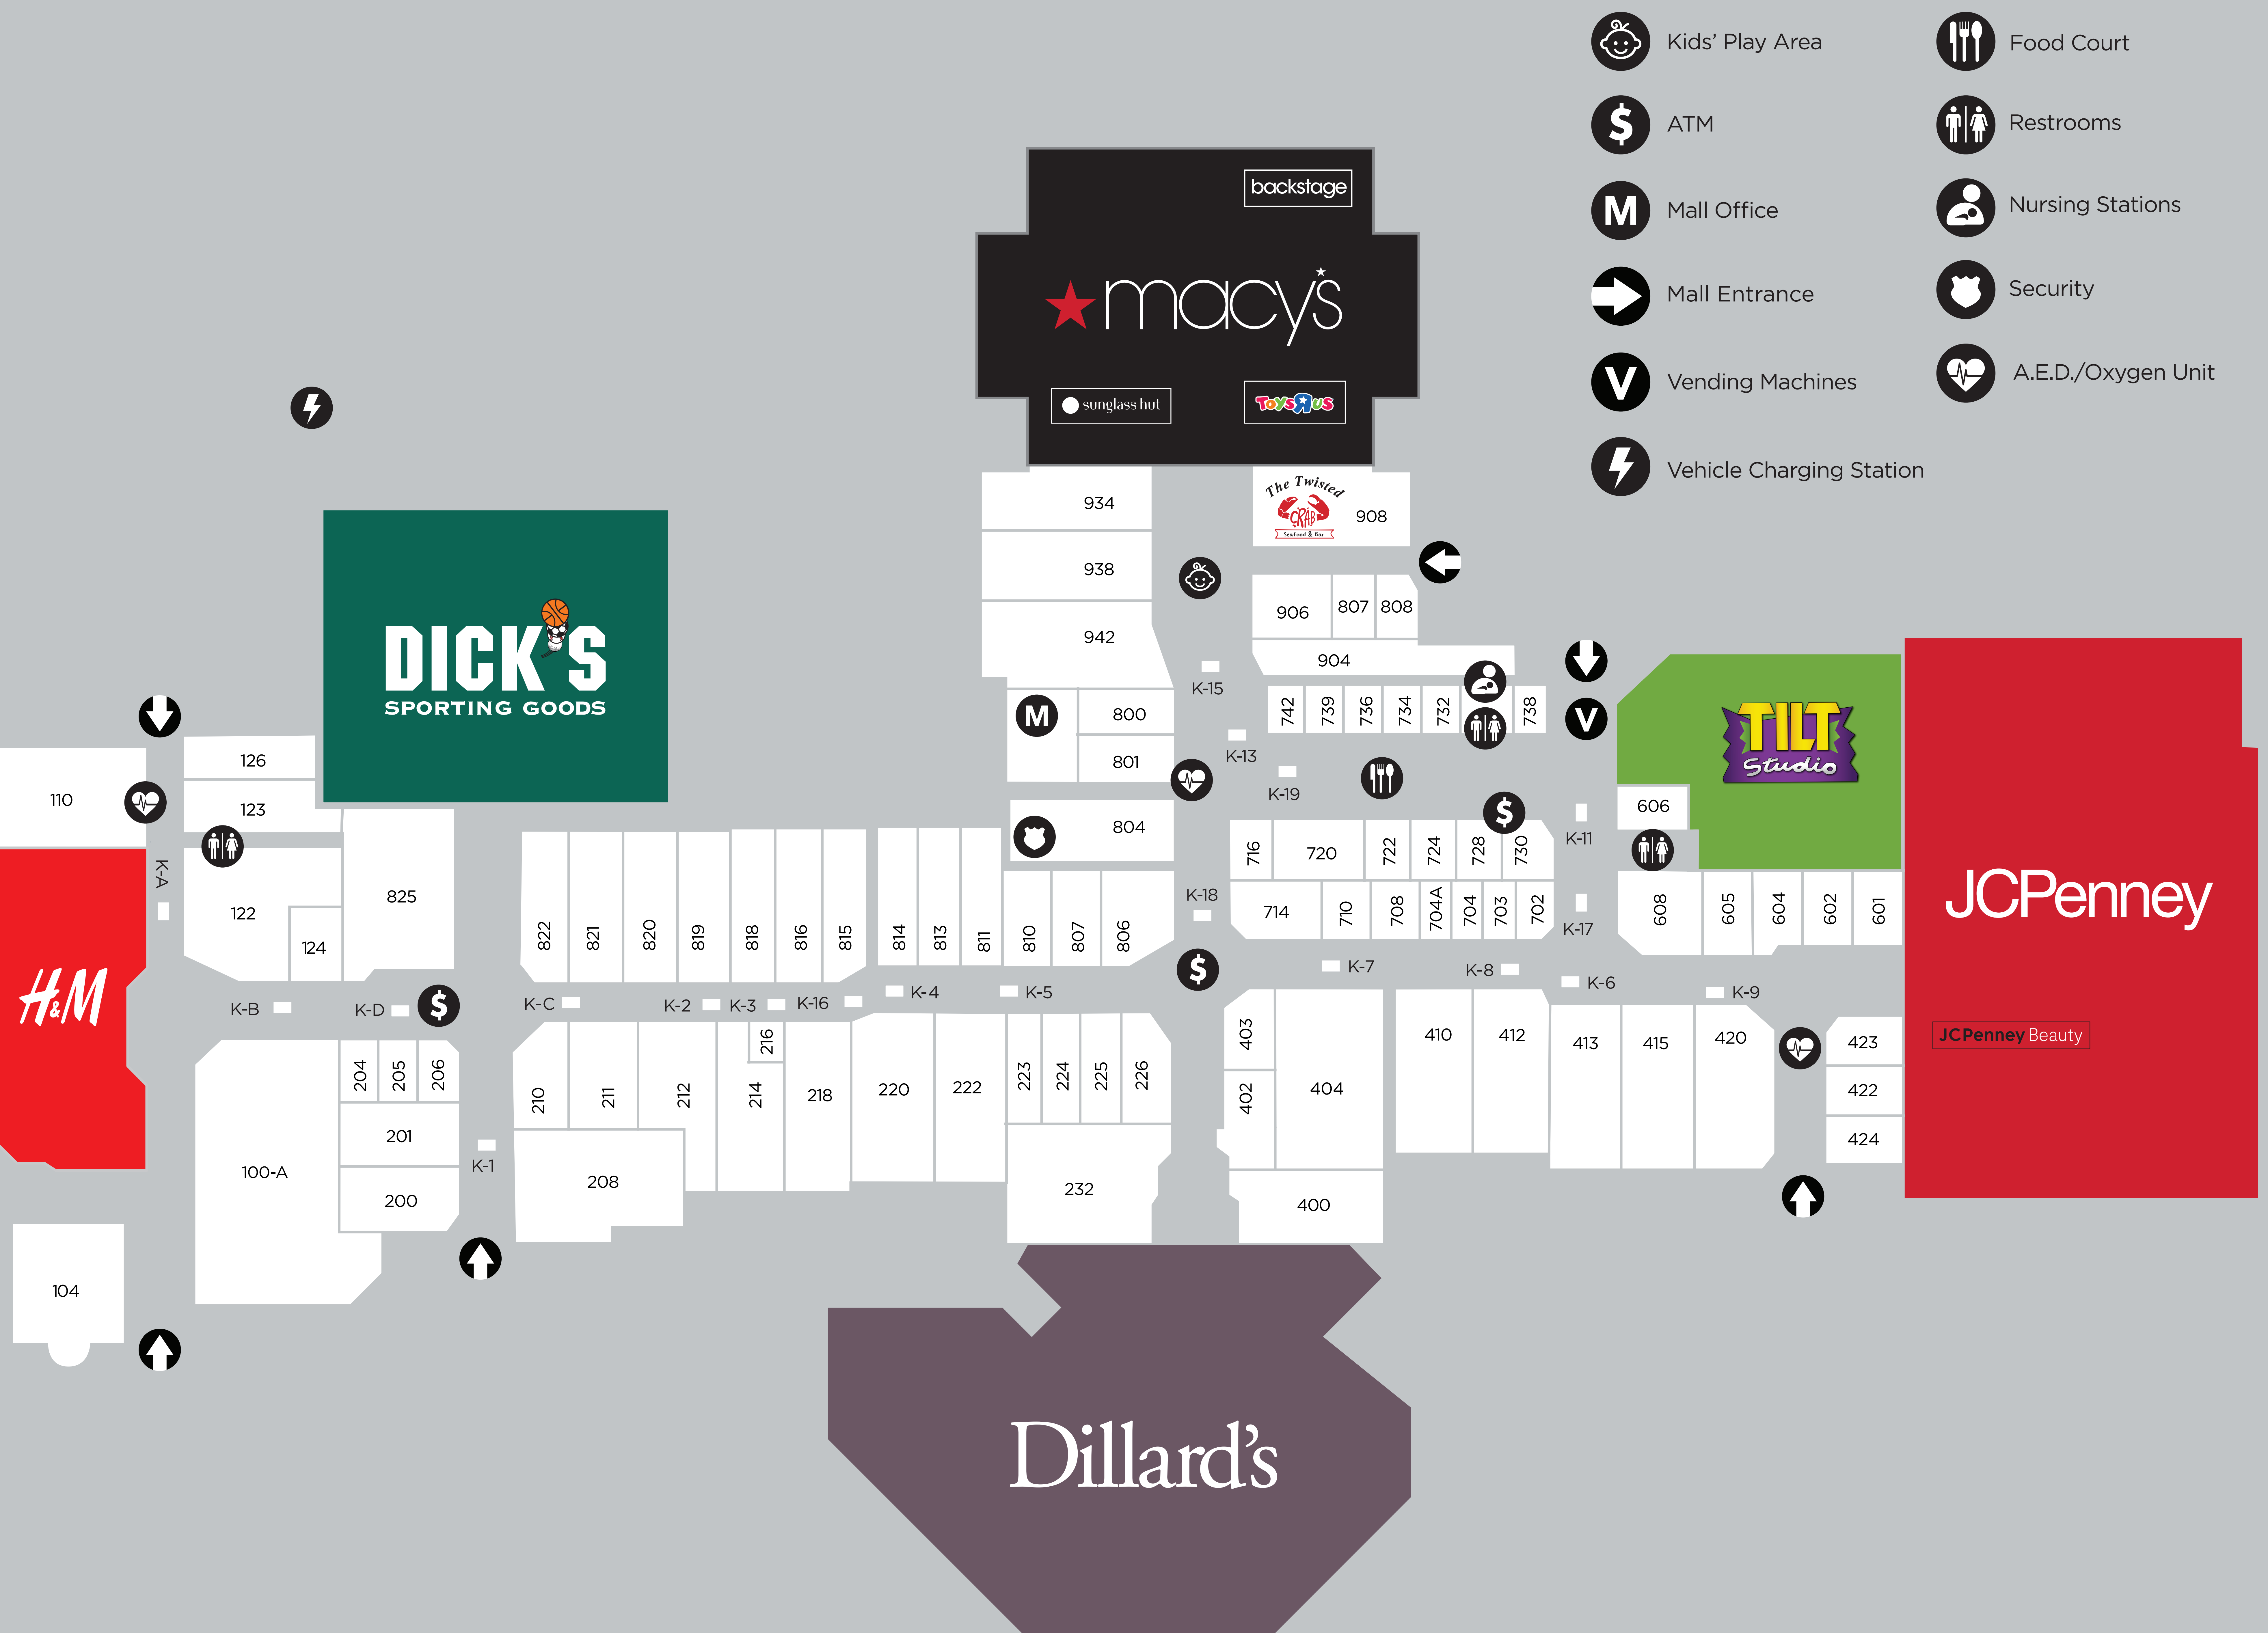 Kids' Play Area
Food Court
ATM
Restrooms
Mall Office
M
Nursing Stations
Mall Entrance
Security
Vending Machines
V
A.E.D./Oxygen Unit
Vehicle Charging Station
$
backstage
macy's
sunglass hut
ToysRus
934
The Twisted
CRAB
Seafood & Bar
908
938
906
807
808
942
904
K-15
742
739
736
734
732
738
M
800
801
K-13
K-19
V
TILT
Studio
606
DICK'S
SPORTING GOODS
126
123
110
122
124
825
K-A
H&M
K-B
K-D
$
822
821
820
819
818
816
815
814
813
811
810
807
806
804
K-18
$
716
720
722
724
728
730
$
714
710
708
704A
704
703
702
K-11
K-17
608
605
604
602
601
JCPenney
JCPenney Beauty
K-C
K-2
K-3
K-16
K-4
K-5
K-7
K-8
K-6
K-9
204
205
206
201
200
100-A
104
K-1
210
211
212
214
216
218
208
220
222
223
224
225
226
232
403
402
404
400
410
412
413
415
420
423
422
424
Dillard's